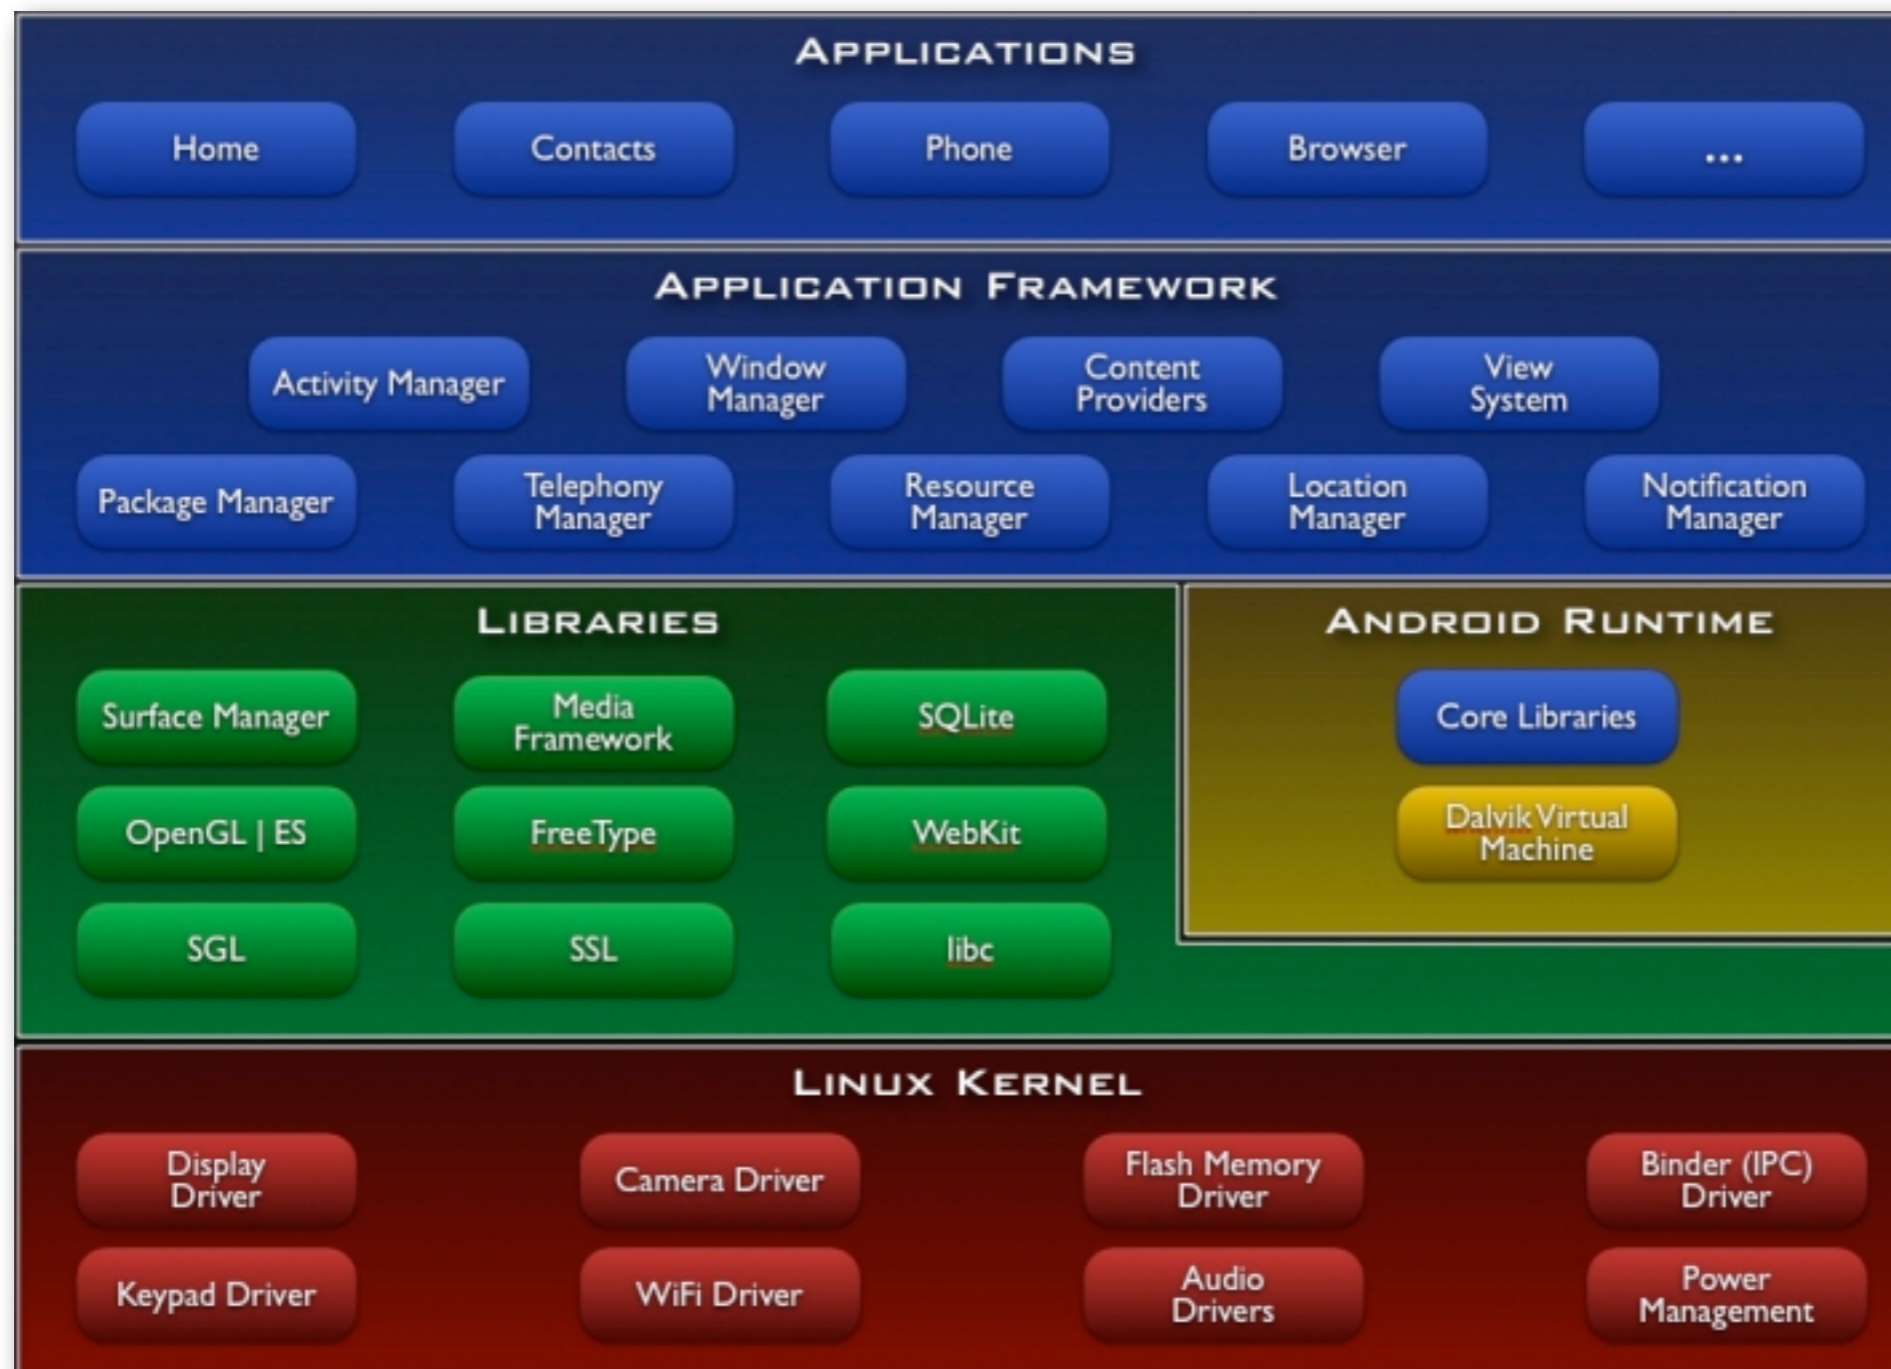 APPLICATIONS
Home
Contacts
Phone
Browser
...
APPLICATION FRAMEWORK
Activity Manager
Window
Manager
Content
Providers
View
System
Package Manager
Telephony
Manager
Resource
Manager
Location
Manager
Notification
Manager
LIBRARIES
Surface Manager
Media
Framework
SQLite
OpenGL | ES
FreeType
WebKit
SGL
SSL
libc
ANDROID RUNTIME
Core Libraries
Dalvik Virtual
Machine
LINUX KERNEL
Display
Driver
Camera Driver
Flash Memory
Driver
Binder (IPC)
Driver
Keypad Driver
WiFi Driver
Audio
Drivers
Power
Management